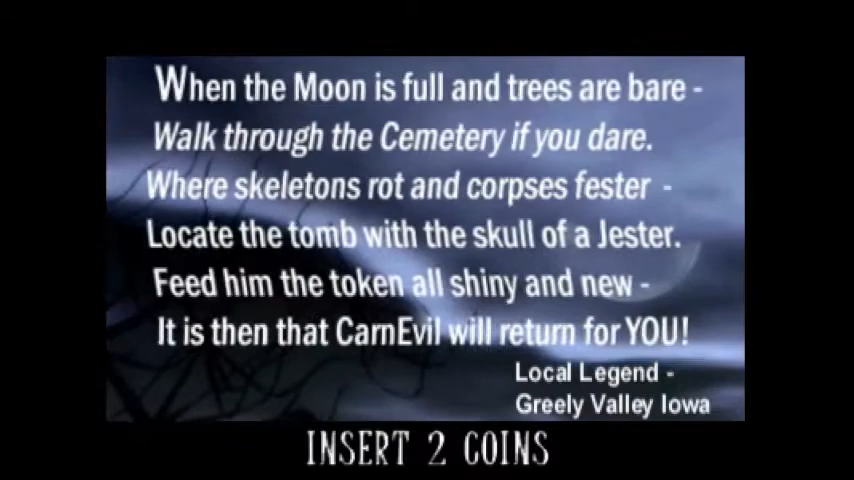 When the Moon is full and trees are bare -
Walk through the Cemetery if you dare.
Where skeletons rot and corpses fester -
Locate the tomb with the skull of a Jester.
Feed him the token all shiny and new -
It is then that CarnEvil will return for YOU!
Local Legend -
Greely Valley Iowa
INSERT 2 COINS